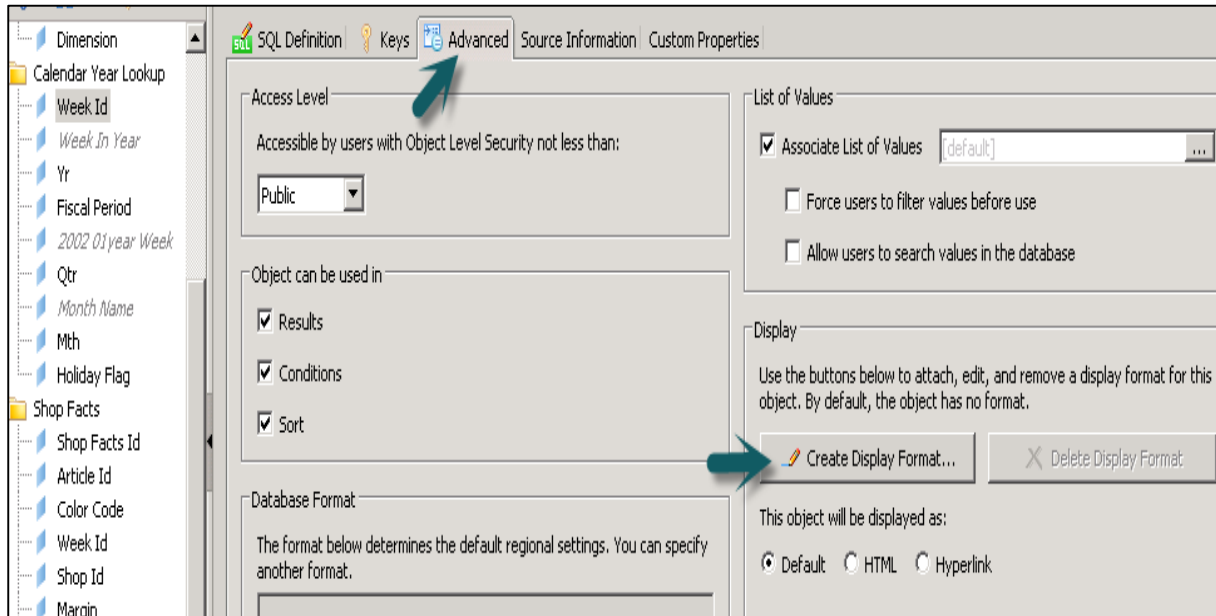 Dimension
Calendar Year Lookup
Week Id
Week In Year
Yr
Fiscal Period
2002 01year Week
Qtr
Month Name
Mth
Holiday Flag
Shop Facts
Shop Facts Id
Article Id
Color Code
Week Id
Shop Id
Margin
SQL Definition Keys Advanced Source Information Custom Properties
Access Level
Accessible by users with Object Level Security not less than:
Public
Object can be used in
Results
Conditions
Sort
Database Format
The format below determines the default regional settings. You can specify
another format.
List of Values
Associate List of Values [default] ...
Force users to filter values before use
Allow users to search values in the database
Display
Use the buttons below to attach, edit, and remove a display format for this
object. By default, the object has no format.
Create Display Format... Delete Display Format
This object will be displayed as:
Default HTML Hyperlink